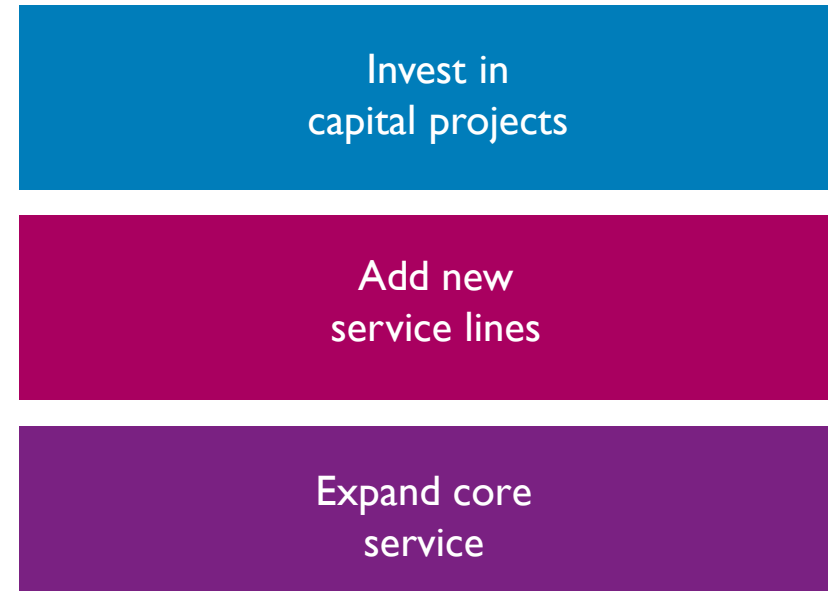 Invest in
capital projects
Add new
service lines
Expand core
service